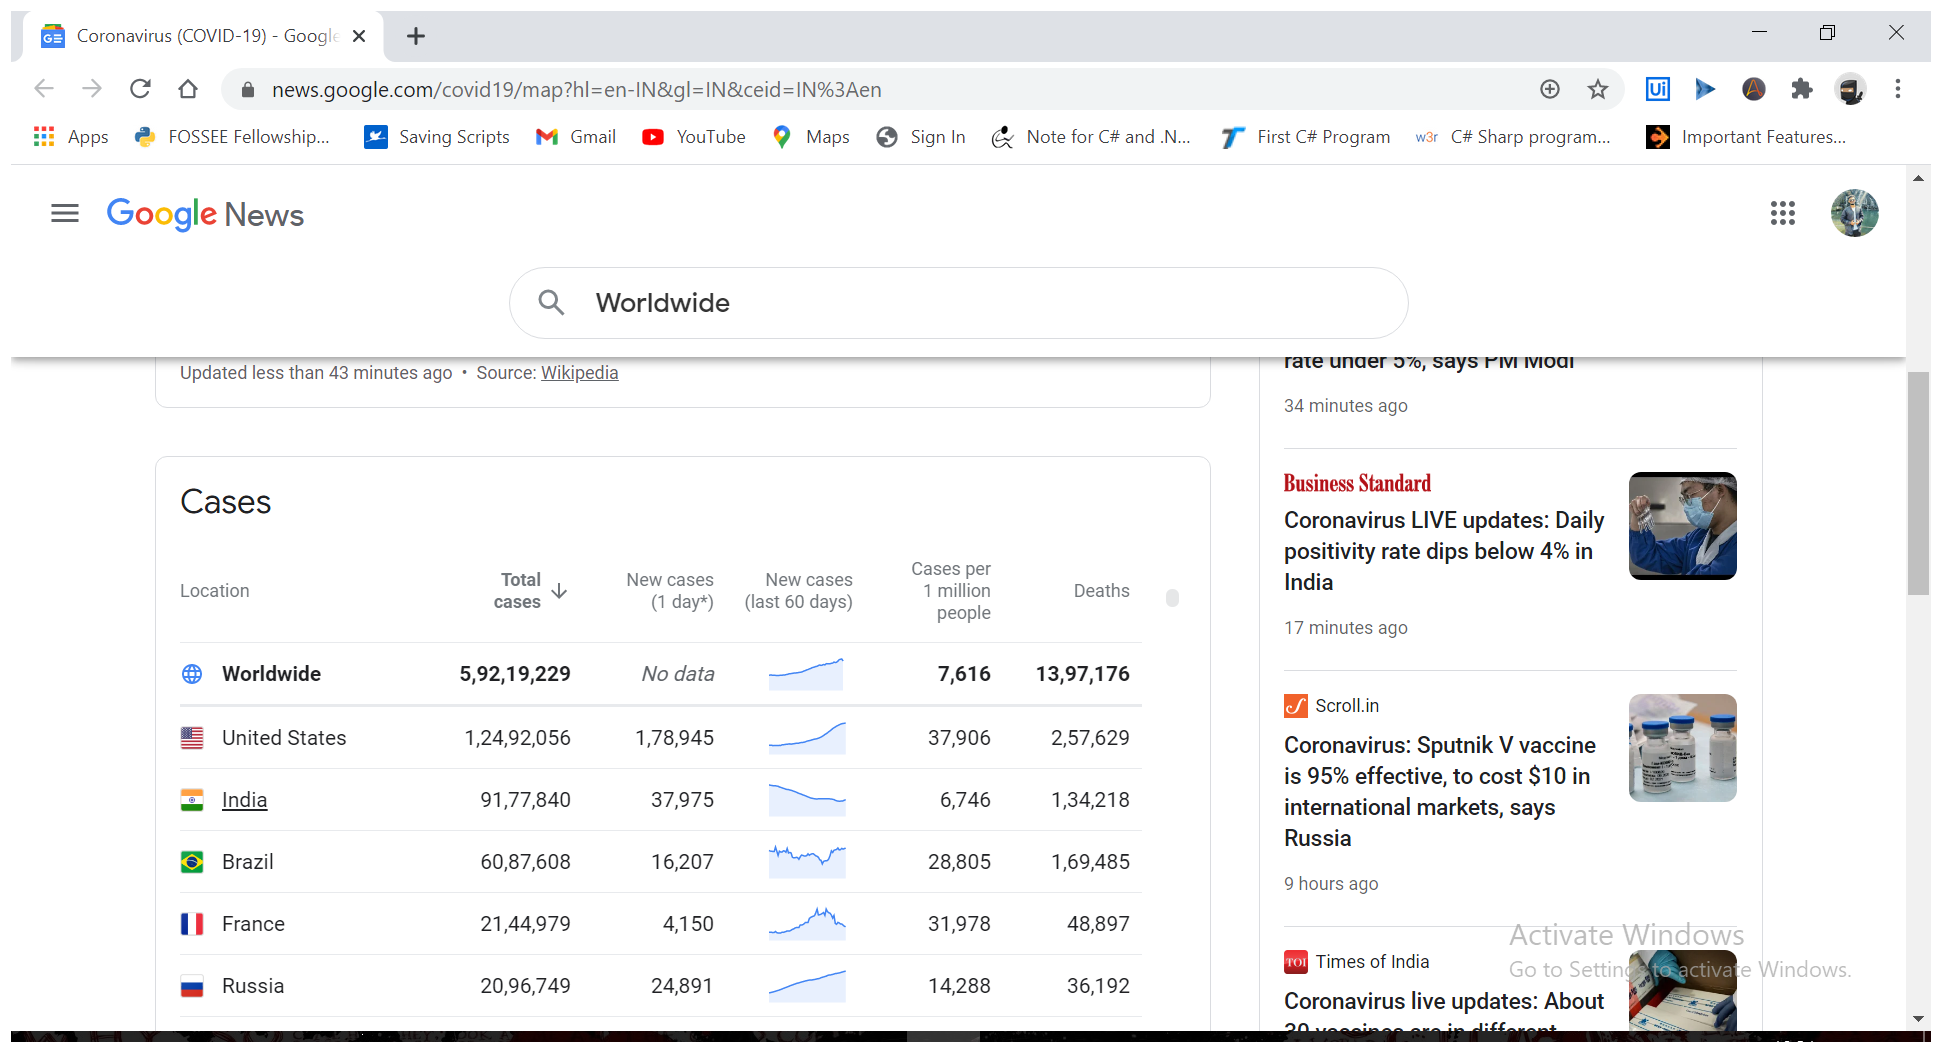 Coronavirus (COVID-19) - Google
news.google.com/covid19/map?hl=en-IN&gl=IN&ceid=IN%3Aen
Apps
FOSSEE Fellowship...
Saving Scripts
Gmail
YouTube
Maps
Sign In
Note for C# and .N...
First C# Program
w3r C# Sharp program...
Important Features...
Google News
Worldwide
Updated less than 43 minutes ago • Source: Wikipedia
Cases
Location
Total cases
New cases (1 day*)
New cases (last 60 days)
Cases per 1 million people
Deaths
Worldwide 5,92,19,229 No data 7,616 13,97,176
United States 1,24,92,056 1,78,945 37,906 2,57,629
India 91,77,840 37,975 6,746 1,34,218
Brazil 60,87,608 16,207 28,805 1,69,485
France 21,44,979 4,150 31,978 48,897
Russia 20,96,749 24,891 14,288 36,192
rate under 5%, says PM Modi
34 minutes ago
Business Standard
Coronavirus LIVE updates: Daily
positivity rate dips below 4% in
India
17 minutes ago
Scroll.in
Coronavirus: Sputnik V vaccine
is 95% effective, to cost $10 in
international markets, says
Russia
9 hours ago
TOI Times of India
Coronavirus live updates: About
30 vaccines are in different
Activate Windows
Go to Settings to activate Windows.